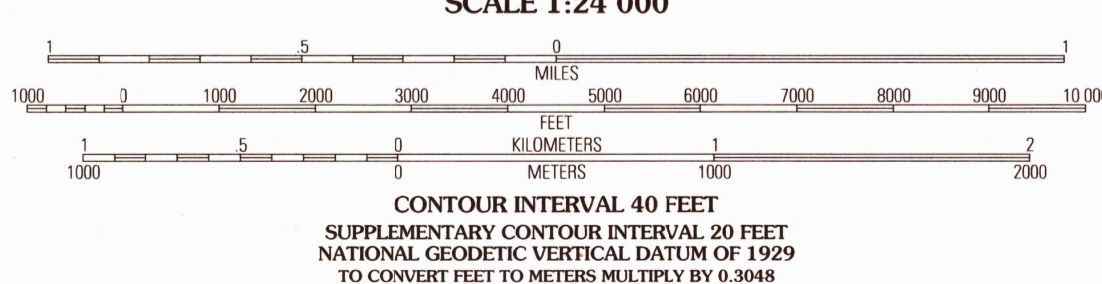 SCALE 1:24 000
1 .5 0 1
MILES
1000 0 1000 2000 3000 4000 5000 6000 7000 8000 9000 10 00
FEET
1 .5 0 KILOMETERS 1 2
1000 0 METERS 1000 2000
CONTOUR INTERVAL 40 FEET
SUPPLEMENTARY CONTOUR INTERVAL 20 FEET
NATIONAL GEODETIC VERTICAL DATUM OF 1929
TO CONVERT FEET TO METERS MULTIPLY BY 0.3048